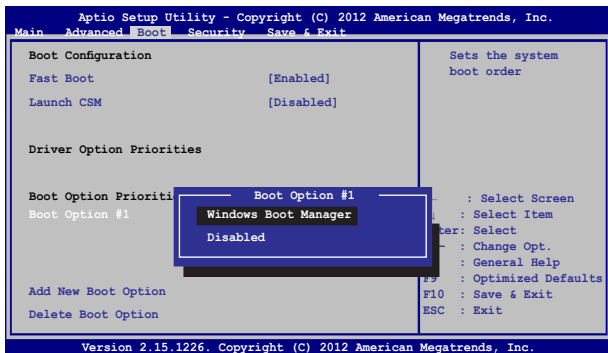 Aptio Setup Utility - Copyright (C) 2012 American Megatrends, Inc.
Main Advanced Boot Security Save & Exit
Boot Configuration
Fast Boot [Enabled]
Launch CSM [Disabled]
Driver Option Priorities
Boot Option Prioriti
Boot Option #1
Add New Boot Option
Delete Boot Option
Boot Option #1
Windows Boot Manager
Disabled
Sets the system
boot order
: Select Screen
: Select Item
ter: Select
- : Change Opt.
: General Help
F9 : Optimized Defaults
F10 : Save & Exit
ESC : Exit
Version 2.15.1226. Copyright (C) 2012 American Megatrends, Inc.